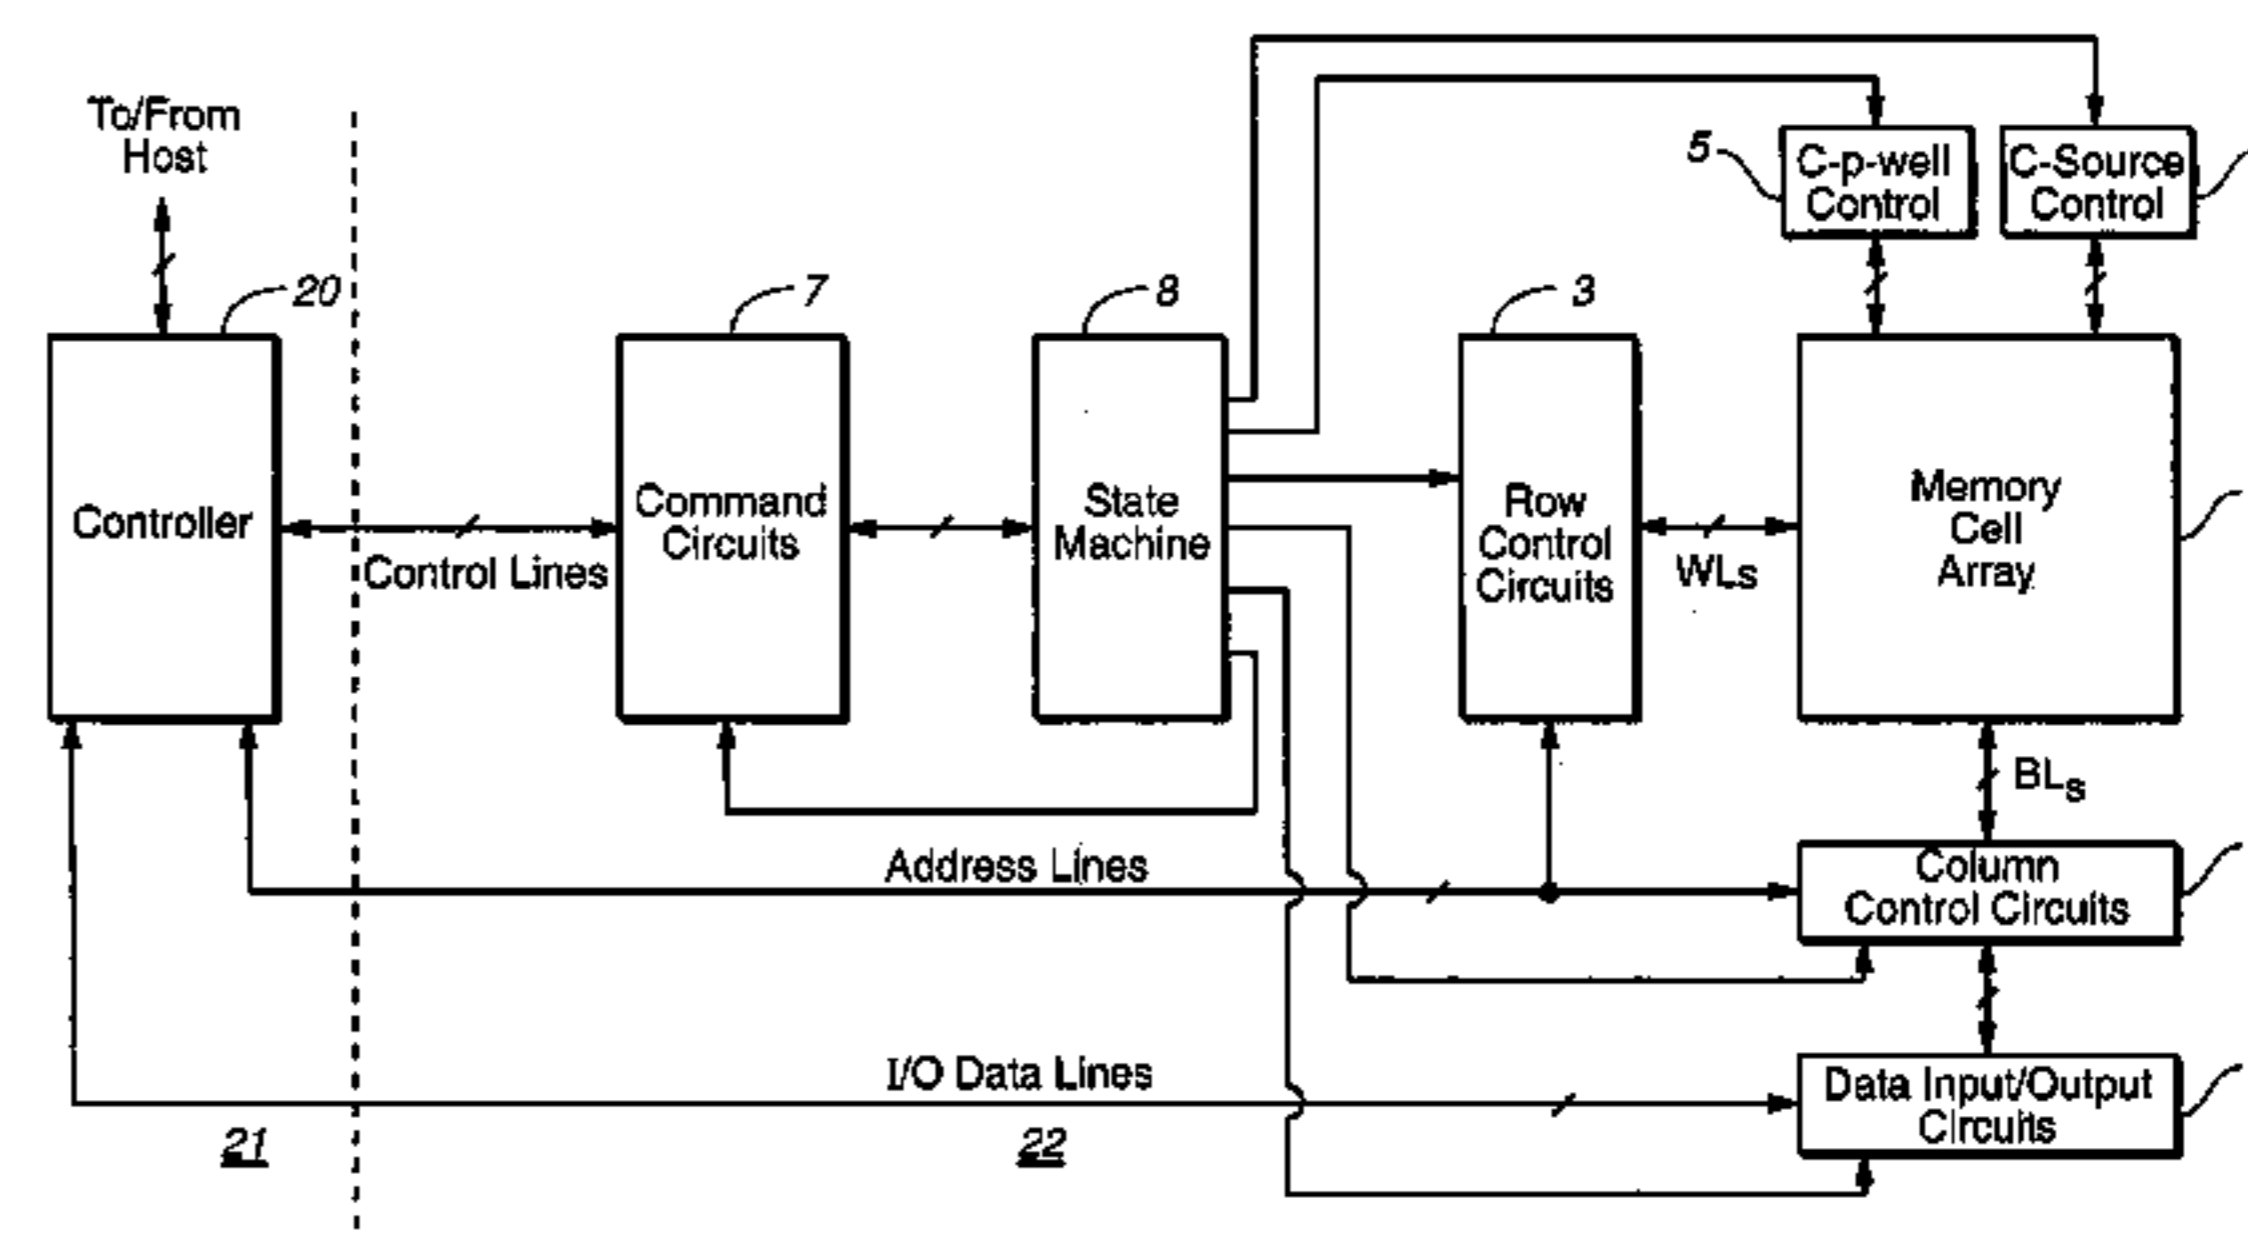 To/From
Host
5
C-p-well
Control
C-Source
Control
20
7
8
3
Controller
Control Lines
Command
Circuits
State
Machine
Row
Control
Circuits
WLs
Memory
Cell
Array
BLs
Address Lines
Column
Control Circuits
I/O Data Lines
Data Input/Output
Circuits
21
22